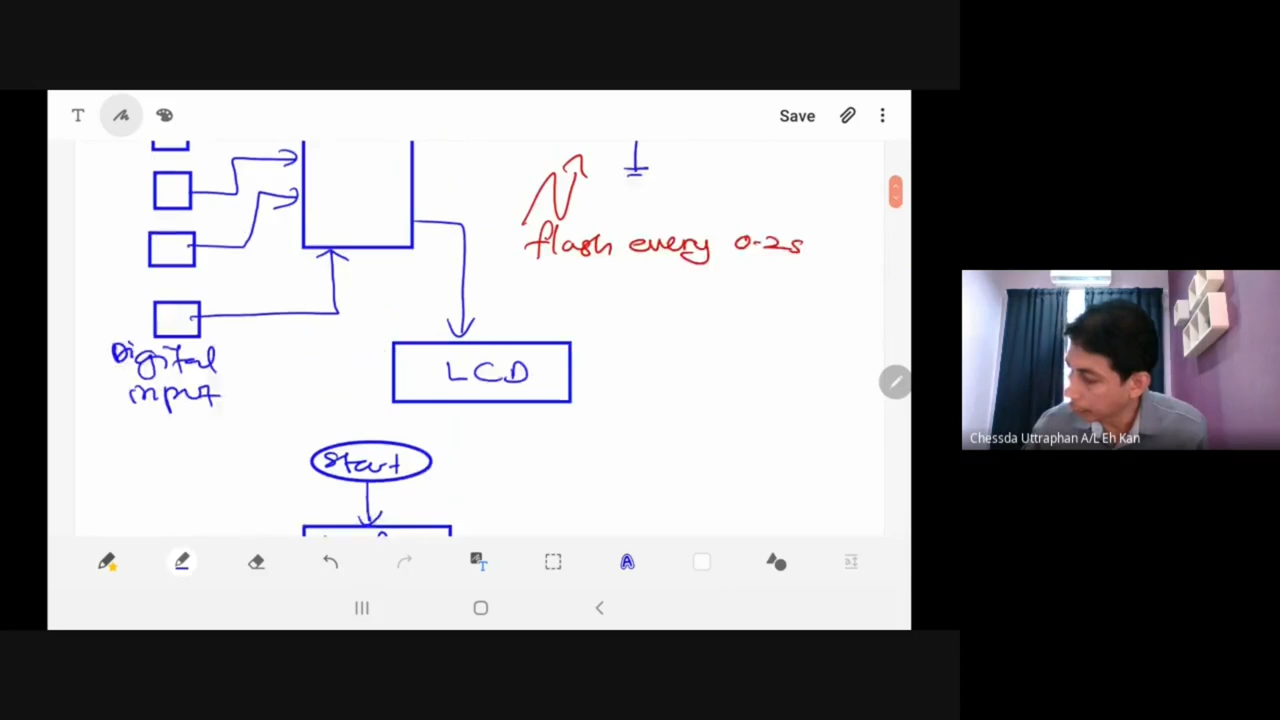 T
Save
flash every 0.2s
Digital
input
LCD
Start
Chessda Uttraphan A/L Eh Kan